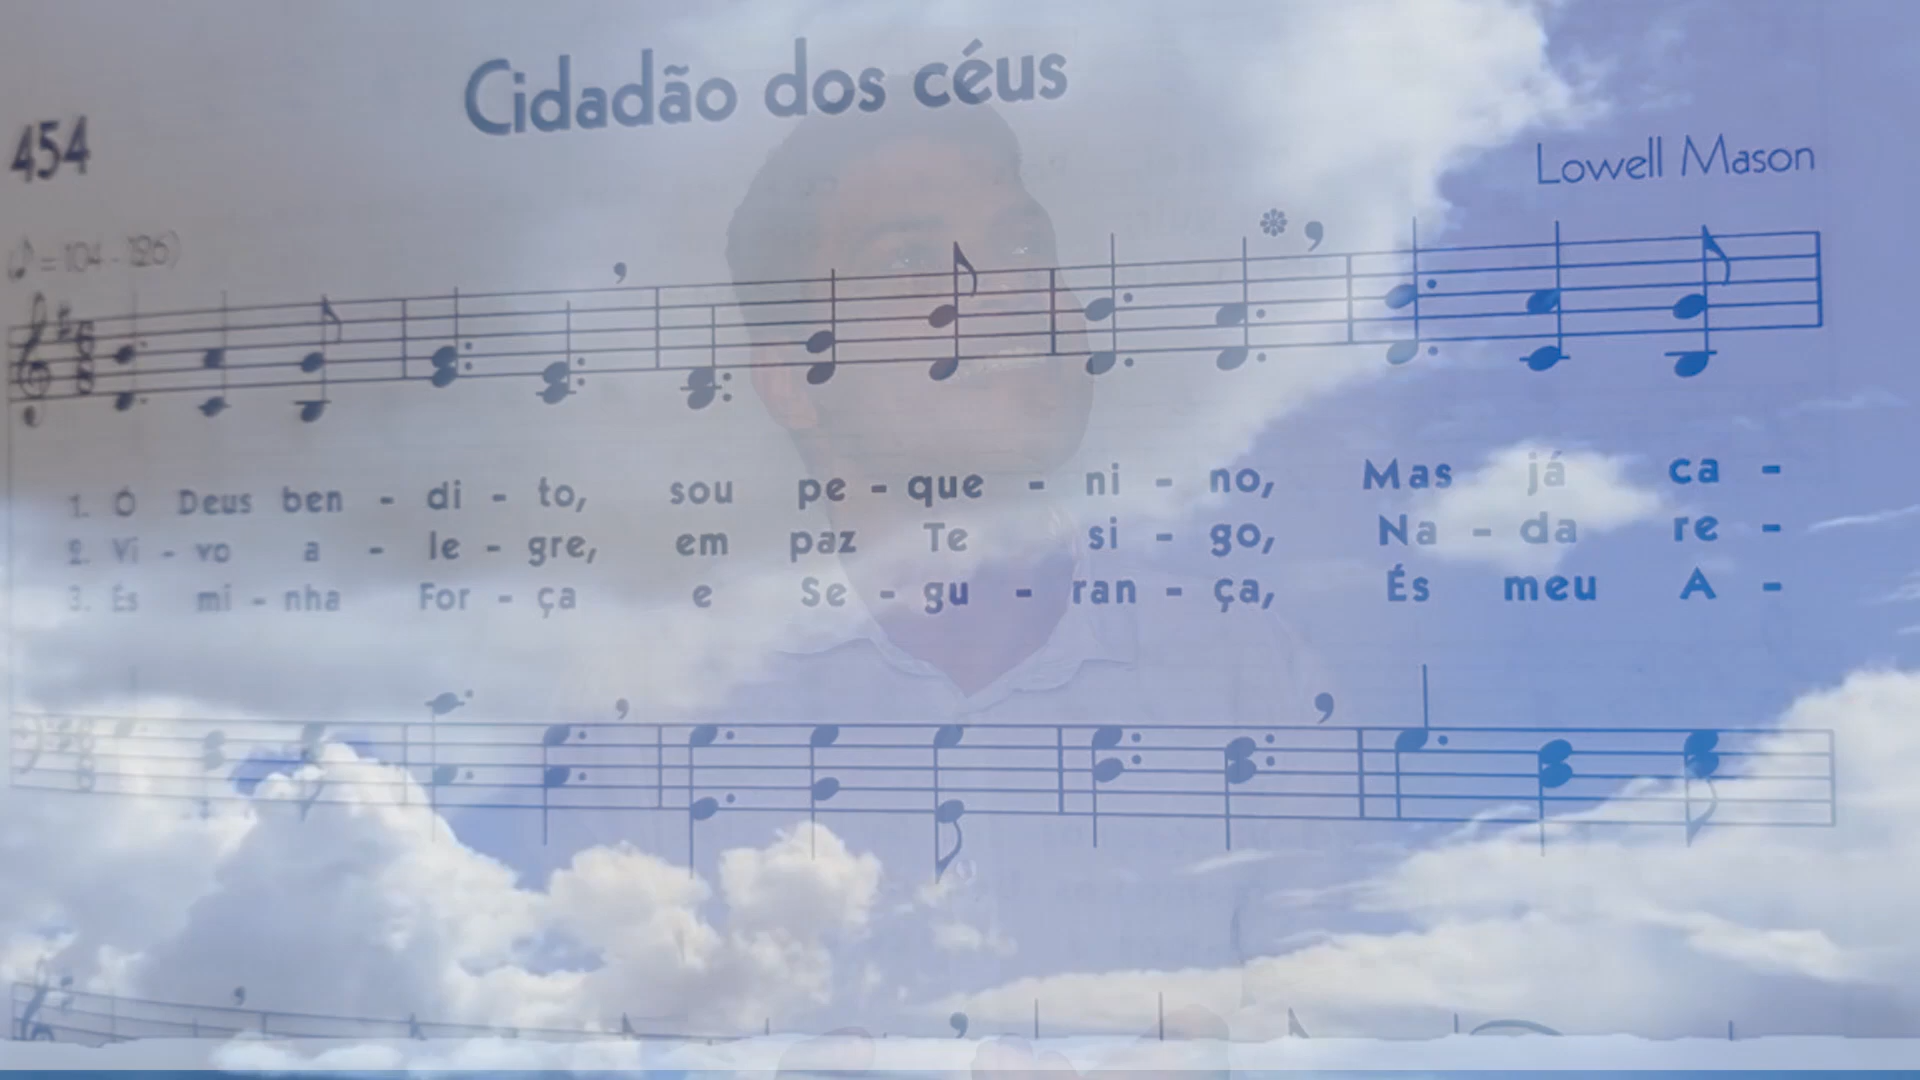 Cidadão dos céus
454
Lowell Mason
♪ = 104 - 126)
1. Ó Deus ben - di - to, sou pe - que - ni - no, Mas já ca -
2. Vi - vo a - le - gre, em paz Te si - go, Na - da re -
3. És mi - nha For - ça e Se - gu - ran - ça, És meu A -